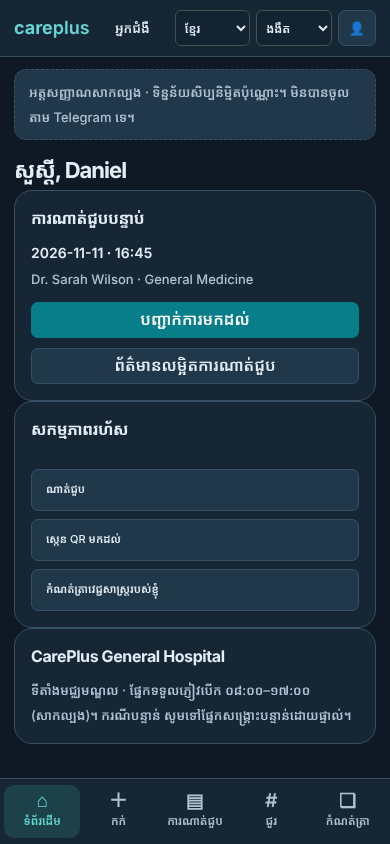 careplus
អ្នកជំងឺ
ខ្មែរ
ងងឹត
អត្តសញ្ញាណសាកល្បង · ទិន្នន័យសិប្បនិម្មិតប៉ុណ្ណោះ។ មិនបានចូល
តាម Telegram ទេ។
សួស្តី, Daniel
ការណាត់ជួបបន្ទាប់
2026-11-11 · 16:45
Dr. Sarah Wilson · General Medicine
បញ្ជាក់ការមកដល់
ព័ត៌មានលម្អិតការណាត់ជួប
សកម្មភាពរហ័ស
ណាត់ជួប
ស្កេន QR មកដល់
កំណត់ត្រាវេជ្ជសាស្ត្ររបស់ខ្ញុំ
CarePlus General Hospital
ទីតាំងមជ្ឈមណ្ឌល · ផ្នែកទទួលភ្ញៀវបើក ០៨:០០–១៧:០០
(សាកល្បង)។ ករណីបន្ទាន់ សូមទៅផ្នែកសង្គ្រោះបន្ទាន់ដោយផ្ទាល់។
ទំព័រដើម
កក់
ការណាត់ជួប
# ជួរ
កំណត់ត្រា